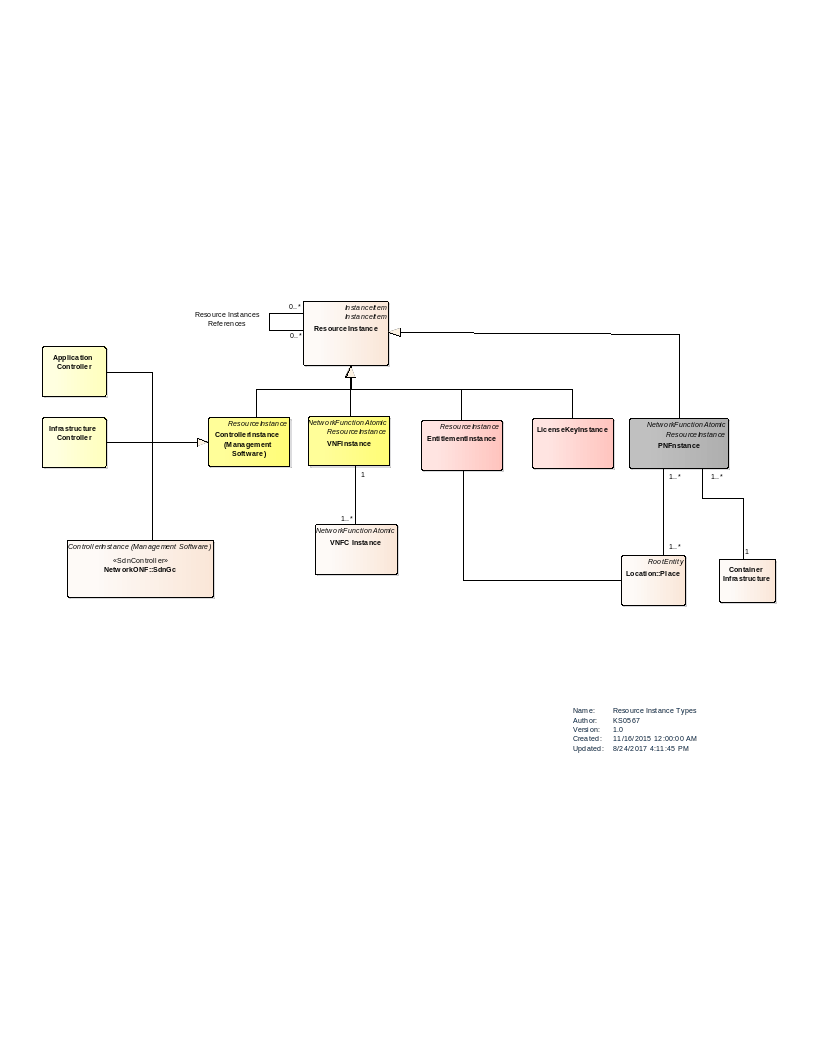 0..*
InstanceItem
InstanceItem
ResourceInstance
Resource Instances
References
0..*
Application
Controller
Infrastructure
Controller
ResourceInstance
ControllerInstance
(Management
Software)
NetworkFunctionAtomic
ResourceInstance
VNFInstance
ResourceInstance
EntitlementInstance
LicenseKeyInstance
NetworkFunctionAtomic
ResourceInstance
PNFnstance
1
1..*
1..*
1..*
NetworkFunctionAtomic
VNFC Instance
ControllerInstance (Management Software)
«SdnController»
NetworkONF::SdnGc
1..*
1
RootEntity
Location::Place
Container
Infrastructure
Name: Resource Instance Types
Author: KS0567
Version: 1.0
Created: 11/16/2015 12:00:00 AM
Updated: 8/24/2017 4:11:45 PM